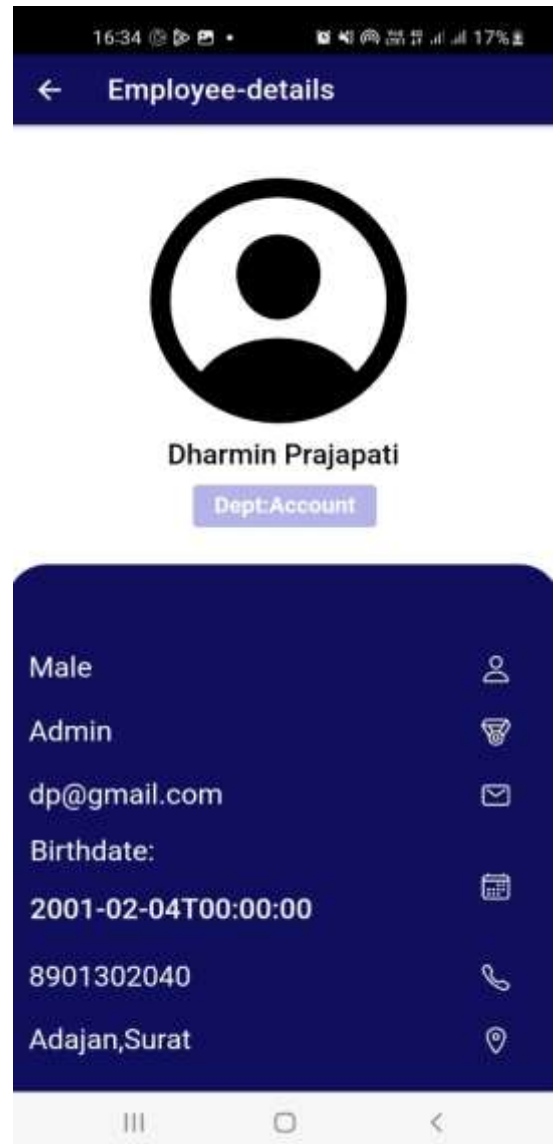 16:34
17%
Employee-details
Dharmin Prajapati
Dept:Account
Male
Admin
dp@gmail.com
Birthdate:
2001-02-04T00:00:00
8901302040
Adajan,Surat